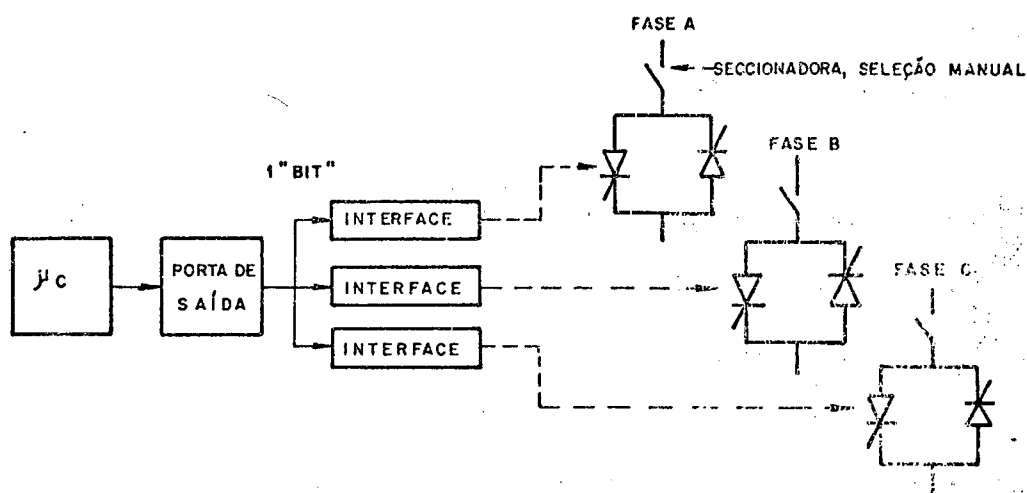 FASE A
SECCIONADORA, SELEÇÃO MANUAL
FASE B
1 "BIT"
INTERFACE
FASE C
μC
PORTA DE
SAÍDA
INTERFACE
INTERFACE